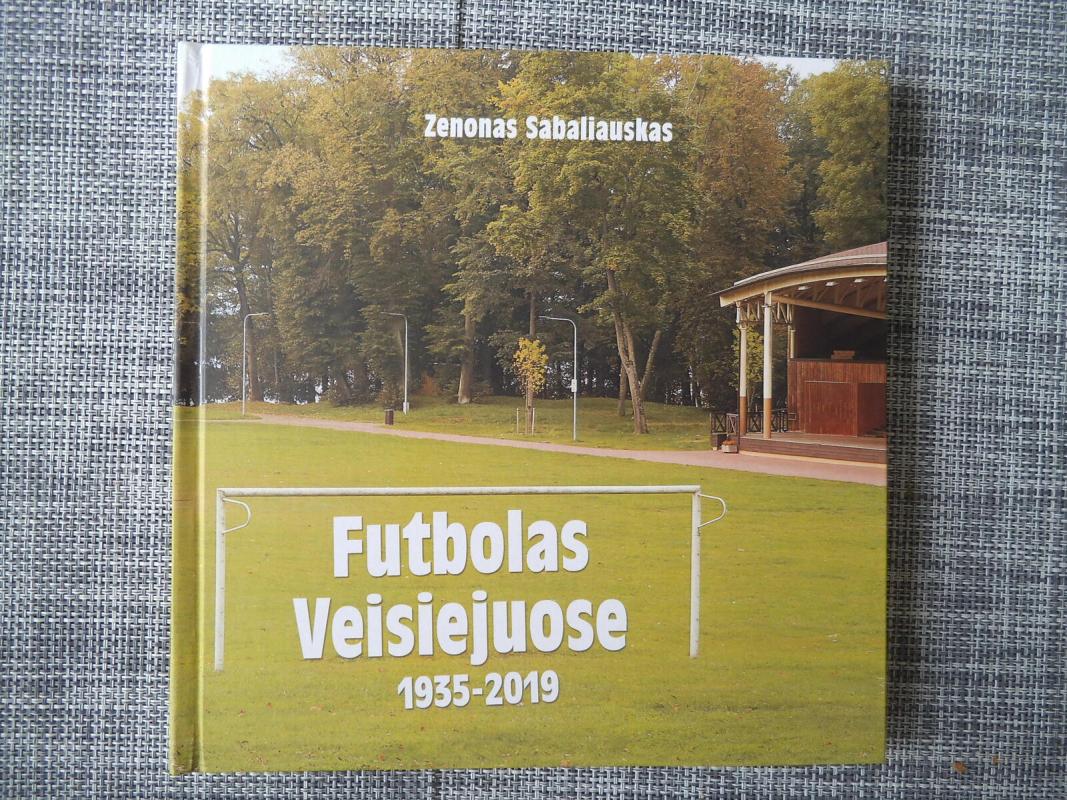 Zenonas Sabaliauskas
Futbolas
Veisiejuose
1935-2019